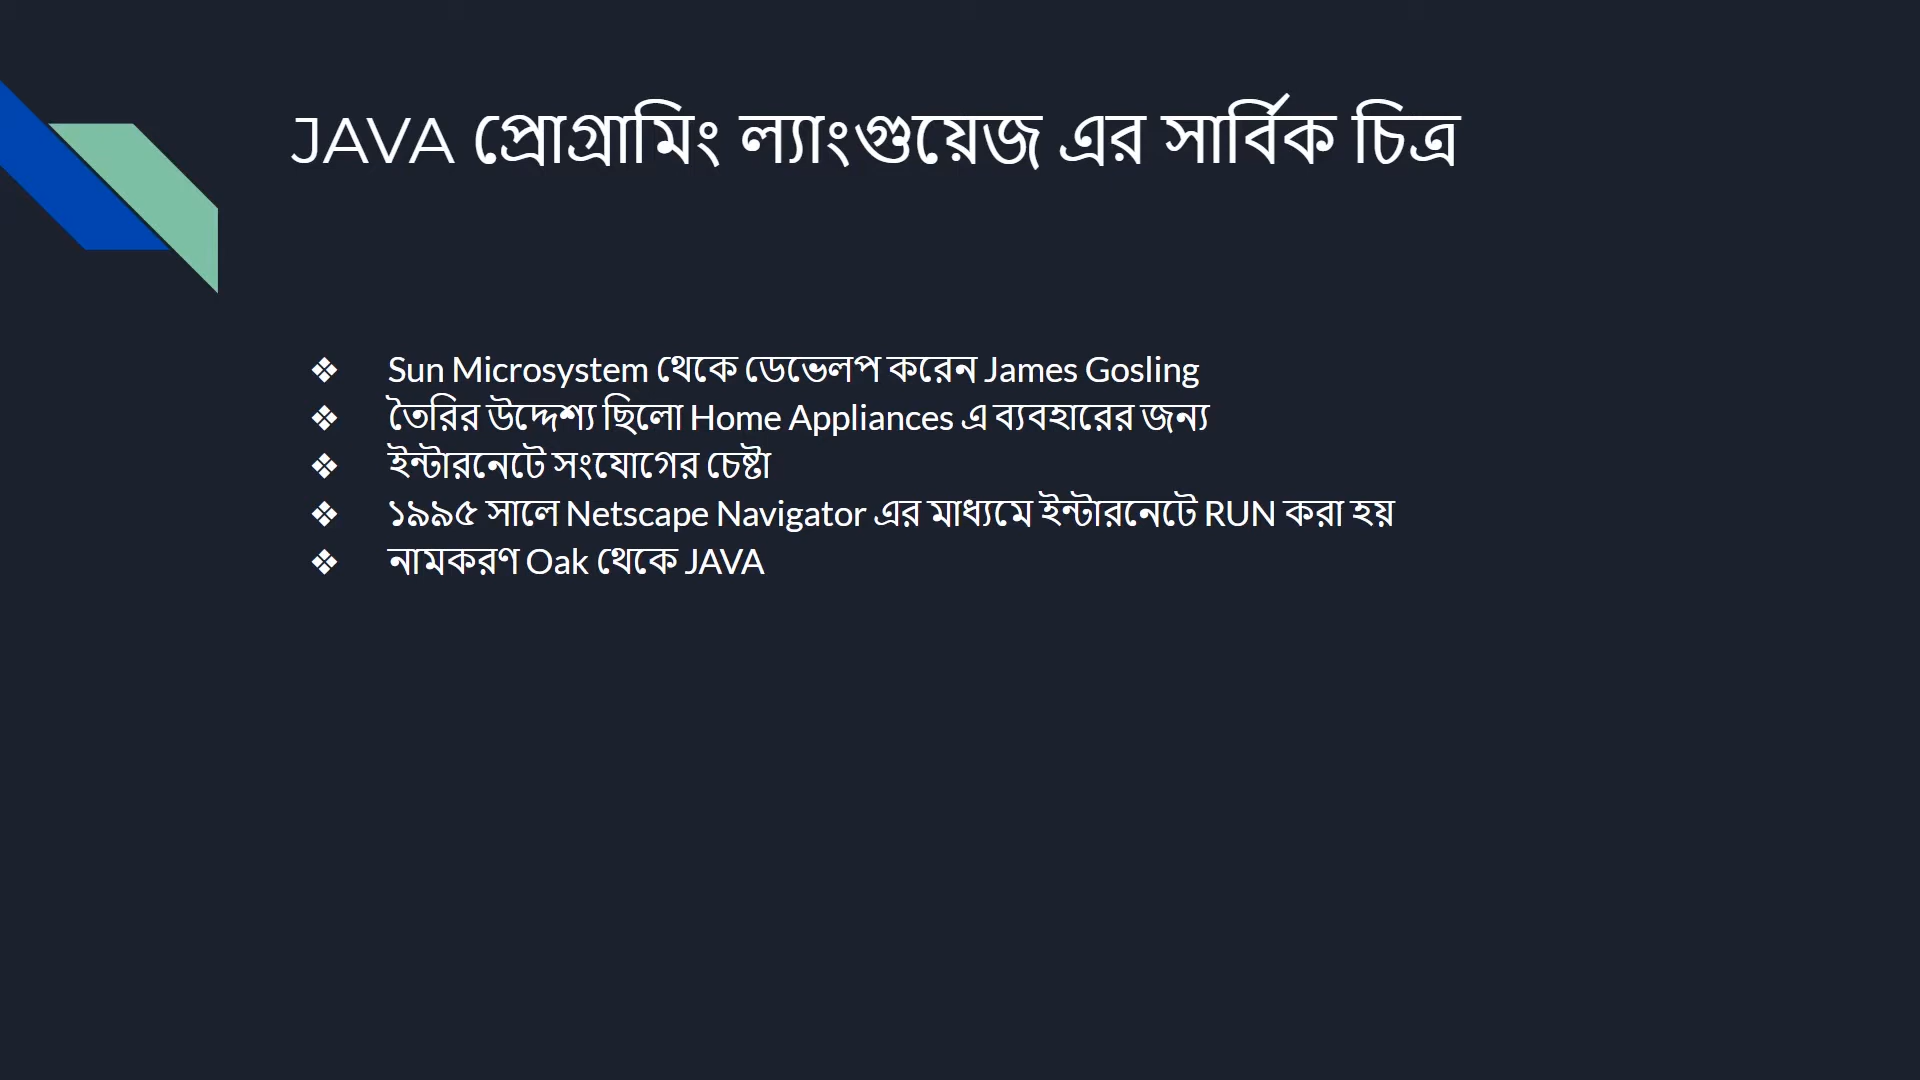 JAVA প্রোগ্রামিং ল্যাংগুয়েজ এর সার্বিক চিত্র
❖ Sun Microsystem থেকে ডেভেলপ করেন James Gosling
❖ তৈরির উদ্দেশ্য ছিলো Home Appliances এ ব্যবহারের জন্য
❖ ইন্টারনেটে সংযোগের চেষ্টা
❖ ১৯৯৫ সালে Netscape Navigator এর মাধ্যমে ইন্টারনেটে RUN করা হয়
❖ নামকরণ Oak থেকে JAVA